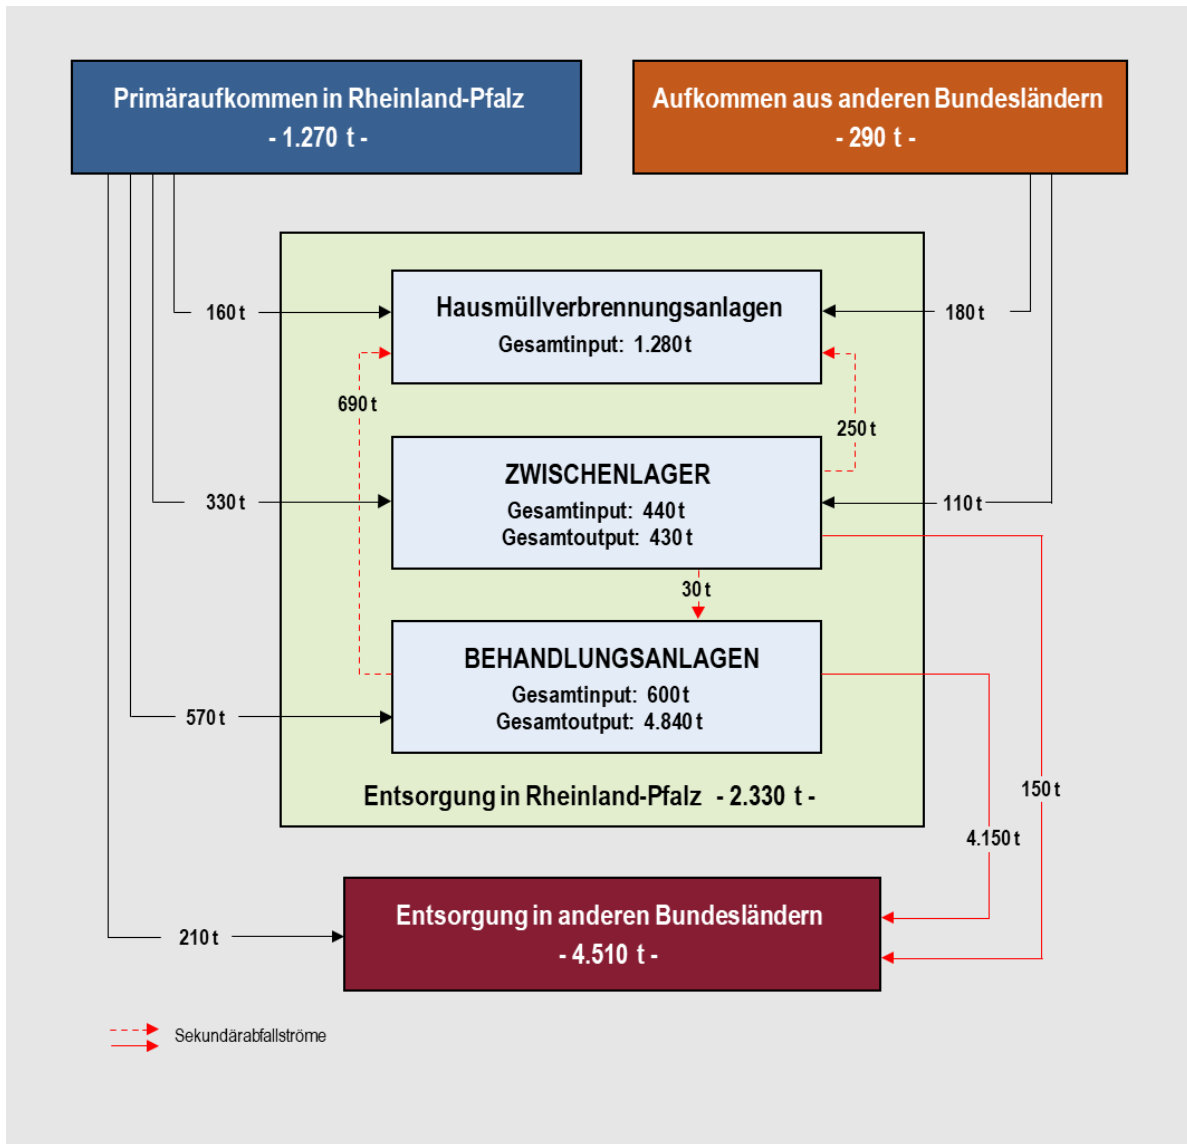 Primäraufkommen in Rheinland-Pfalz
- 1.270 t -
Aufkommen aus anderen Bundesländern
- 290 t -
Hausmüllverbrennungsanlagen
Gesamtinput: 1.280 t
160 t
180 t
690 t
250 t
ZWISCHENLAGER
Gesamtinput: 440 t
Gesamtoutput: 430 t
330 t
110 t
30 t
BEHANDLUNGSANLAGEN
Gesamtinput: 600 t
Gesamtoutput: 4.840 t
570 t
Entsorgung in Rheinland-Pfalz - 2.330 t -
150 t
4.150 t
Entsorgung in anderen Bundesländern
- 4.510 t -
210 t
Sekundärabfallströme